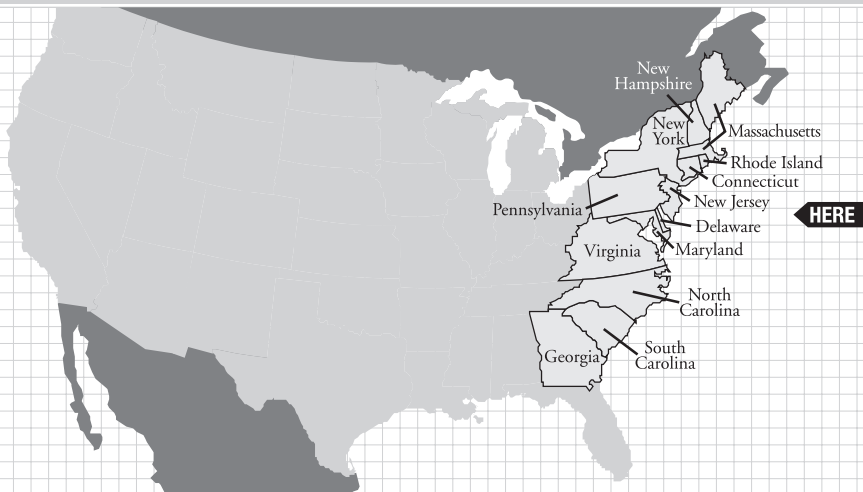 New
Hampshire
New
York
Massachusetts
Rhode Island
Connecticut
New Jersey
Pennsylvania
HERE
Delaware
Virginia
Maryland
North
Carolina
Georgia
South
Carolina